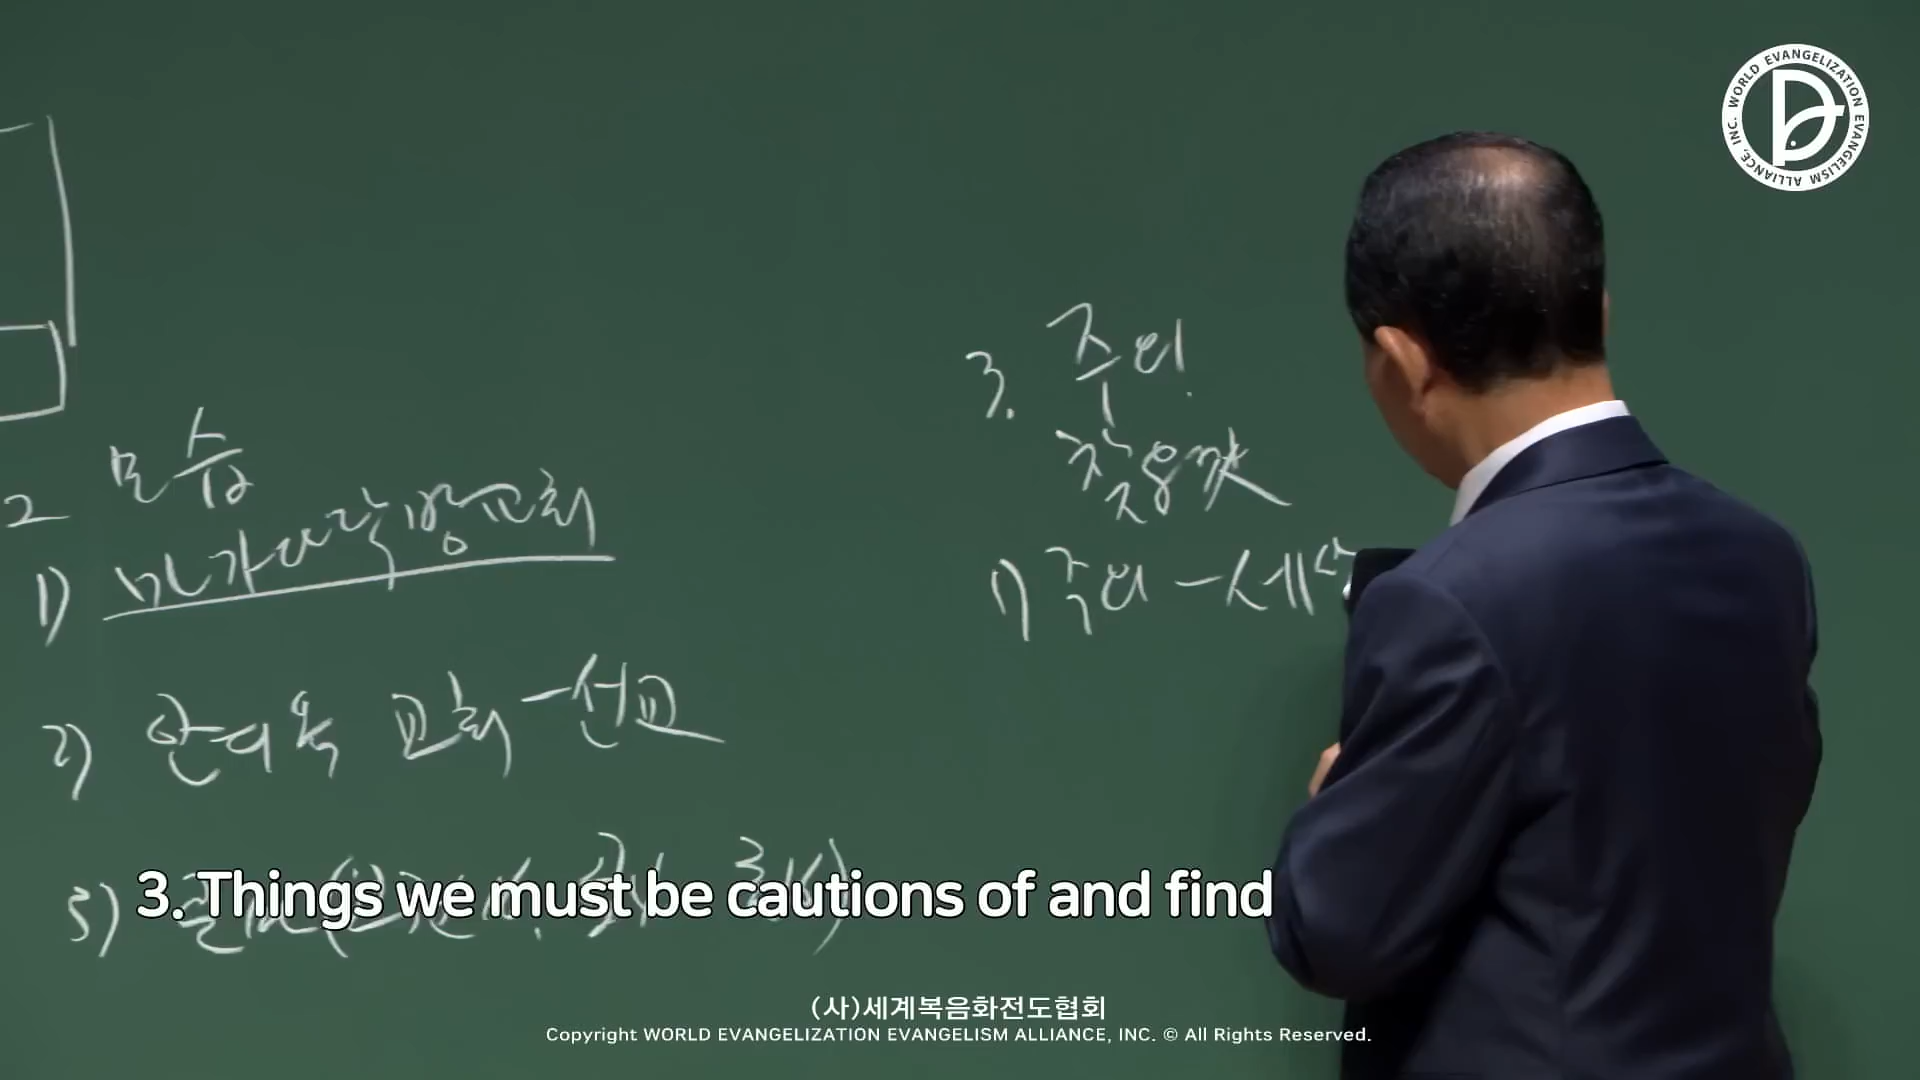 WORLD EVANGELIZATION EVANGELISM ALLIANCE, INC.
2 모습
1) 마가다락방교회
2) 안디옥 교회 - 선교
3)
3. 주의
찾을것
1) 주의 - 세상
3. Things we must be cautions of and find
(사)세계복음화전도협회
Copyright WORLD EVANGELIZATION EVANGELISM ALLIANCE, INC. © All Rights Reserved.